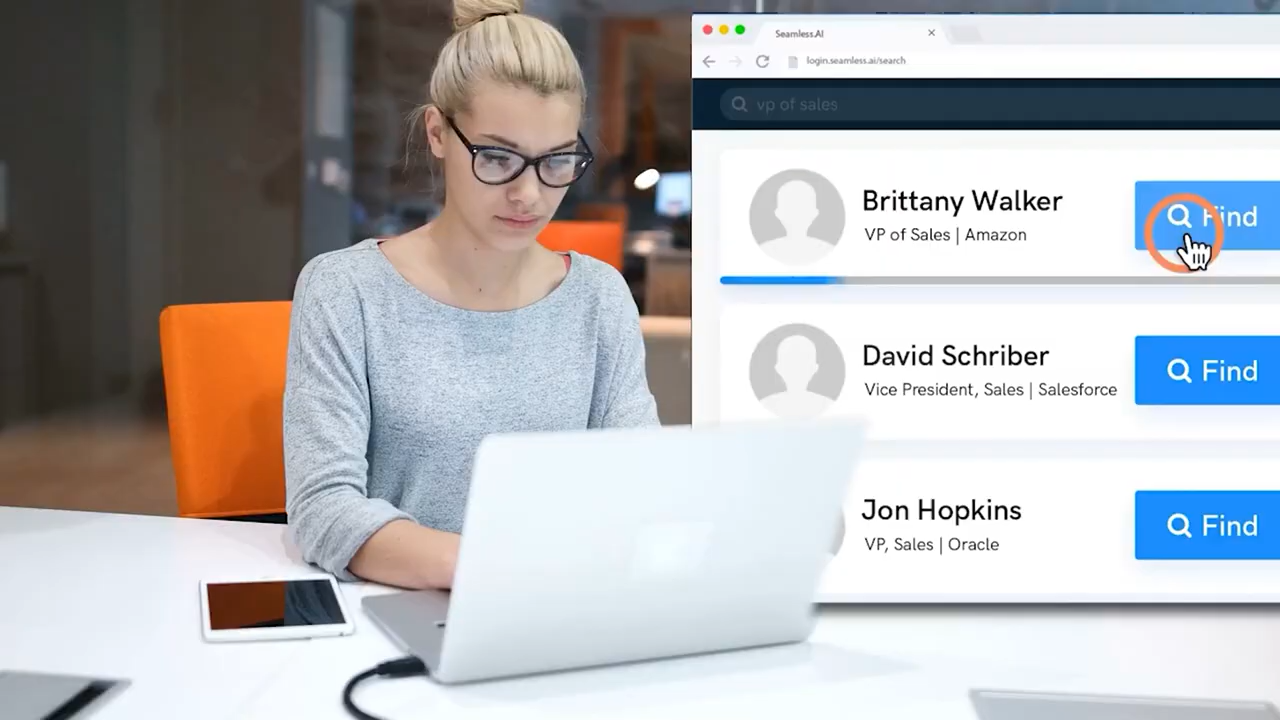 Seamless.AI
login.seamless.ai/search
vp of sales
Brittany Walker
VP of Sales | Amazon
Find
David Schriber
Vice President, Sales | Salesforce
Find
Jon Hopkins
VP, Sales | Oracle
Find